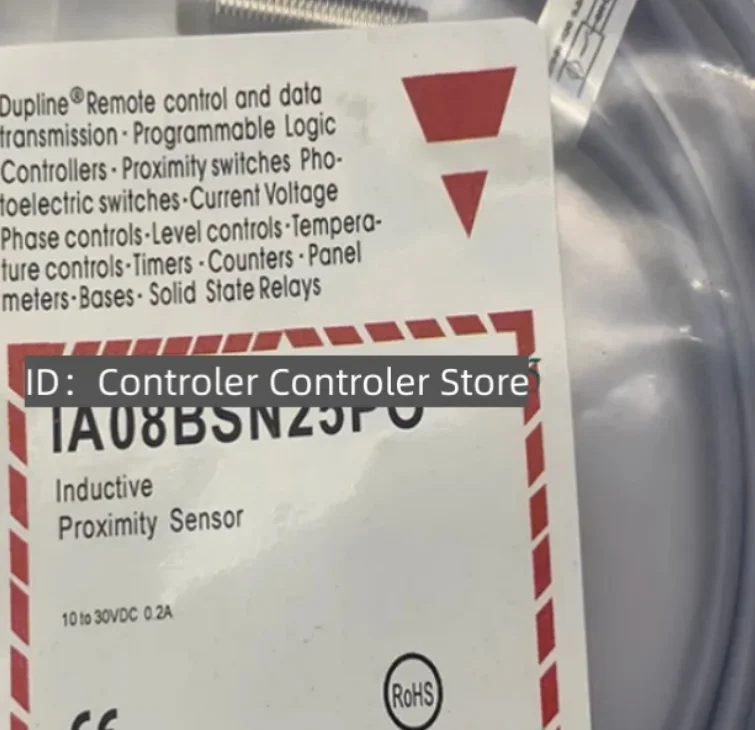 Dupline® Remote control and data
transmission · Programmable Logic
Controllers · Proximity switches Pho-
toelectric switches · Current Voltage
Phase controls · Level controls · Tempera-
ture controls · Timers · Counters · Panel
meters · Bases · Solid State Relays
ID：Controler Controler Store
IA08BSN25PO
Inductive
Proximity Sensor
10 to 30VDC 0.2A
CE
RoHS